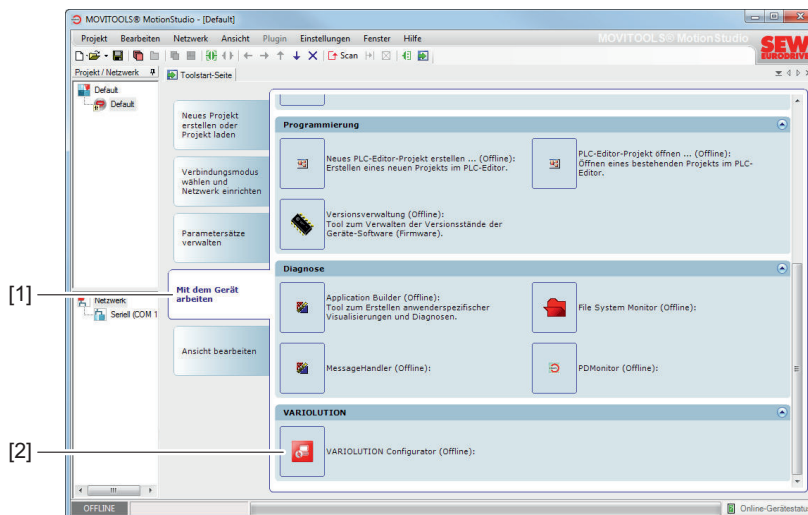 MOVITOOLS® MotionStudio - [Default]
Projekt Bearbeiten Netzwerk Ansicht Plugin Einstellungen Fenster Hilfe
MOVITOOLS® MotionStudio
SEW
EURODRIVE
Scan
Projekt / Netzwerk
Toolstart-Seite
Default
Default
Neues Projekt
erstellen oder
Projekt laden
Verbindungsmodus
wählen und
Netzwerk einrichten
Parametersätze
verwalten
[1]
Mit dem Gerät
arbeiten
Ansicht bearbeiten
Netzwerk
Seriell (COM 1
Programmierung
Neues PLC-Editor-Projekt erstellen ... (Offline):
Erstellen eines neuen Projekts im PLC-Editor.
PLC-Editor-Projekt öffnen ... (Offline):
Öffnen eines bestehenden Projekts im PLC-
Editor.
Versionsverwaltung (Offline):
Tool zum Verwalten der Versionsstände der
Geräte-Software (Firmware).
Diagnose
Application Builder (Offline):
Tool zum Erstellen anwenderspezifischer
Visualisierungen und Diagnosen.
File System Monitor (Offline):
MessageHandler (Offline):
PDMonitor (Offline):
VARIOLUTION
[2]
VARIOLUTION Configurator (Offline):
OFFLINE
Online-Gerätestatu